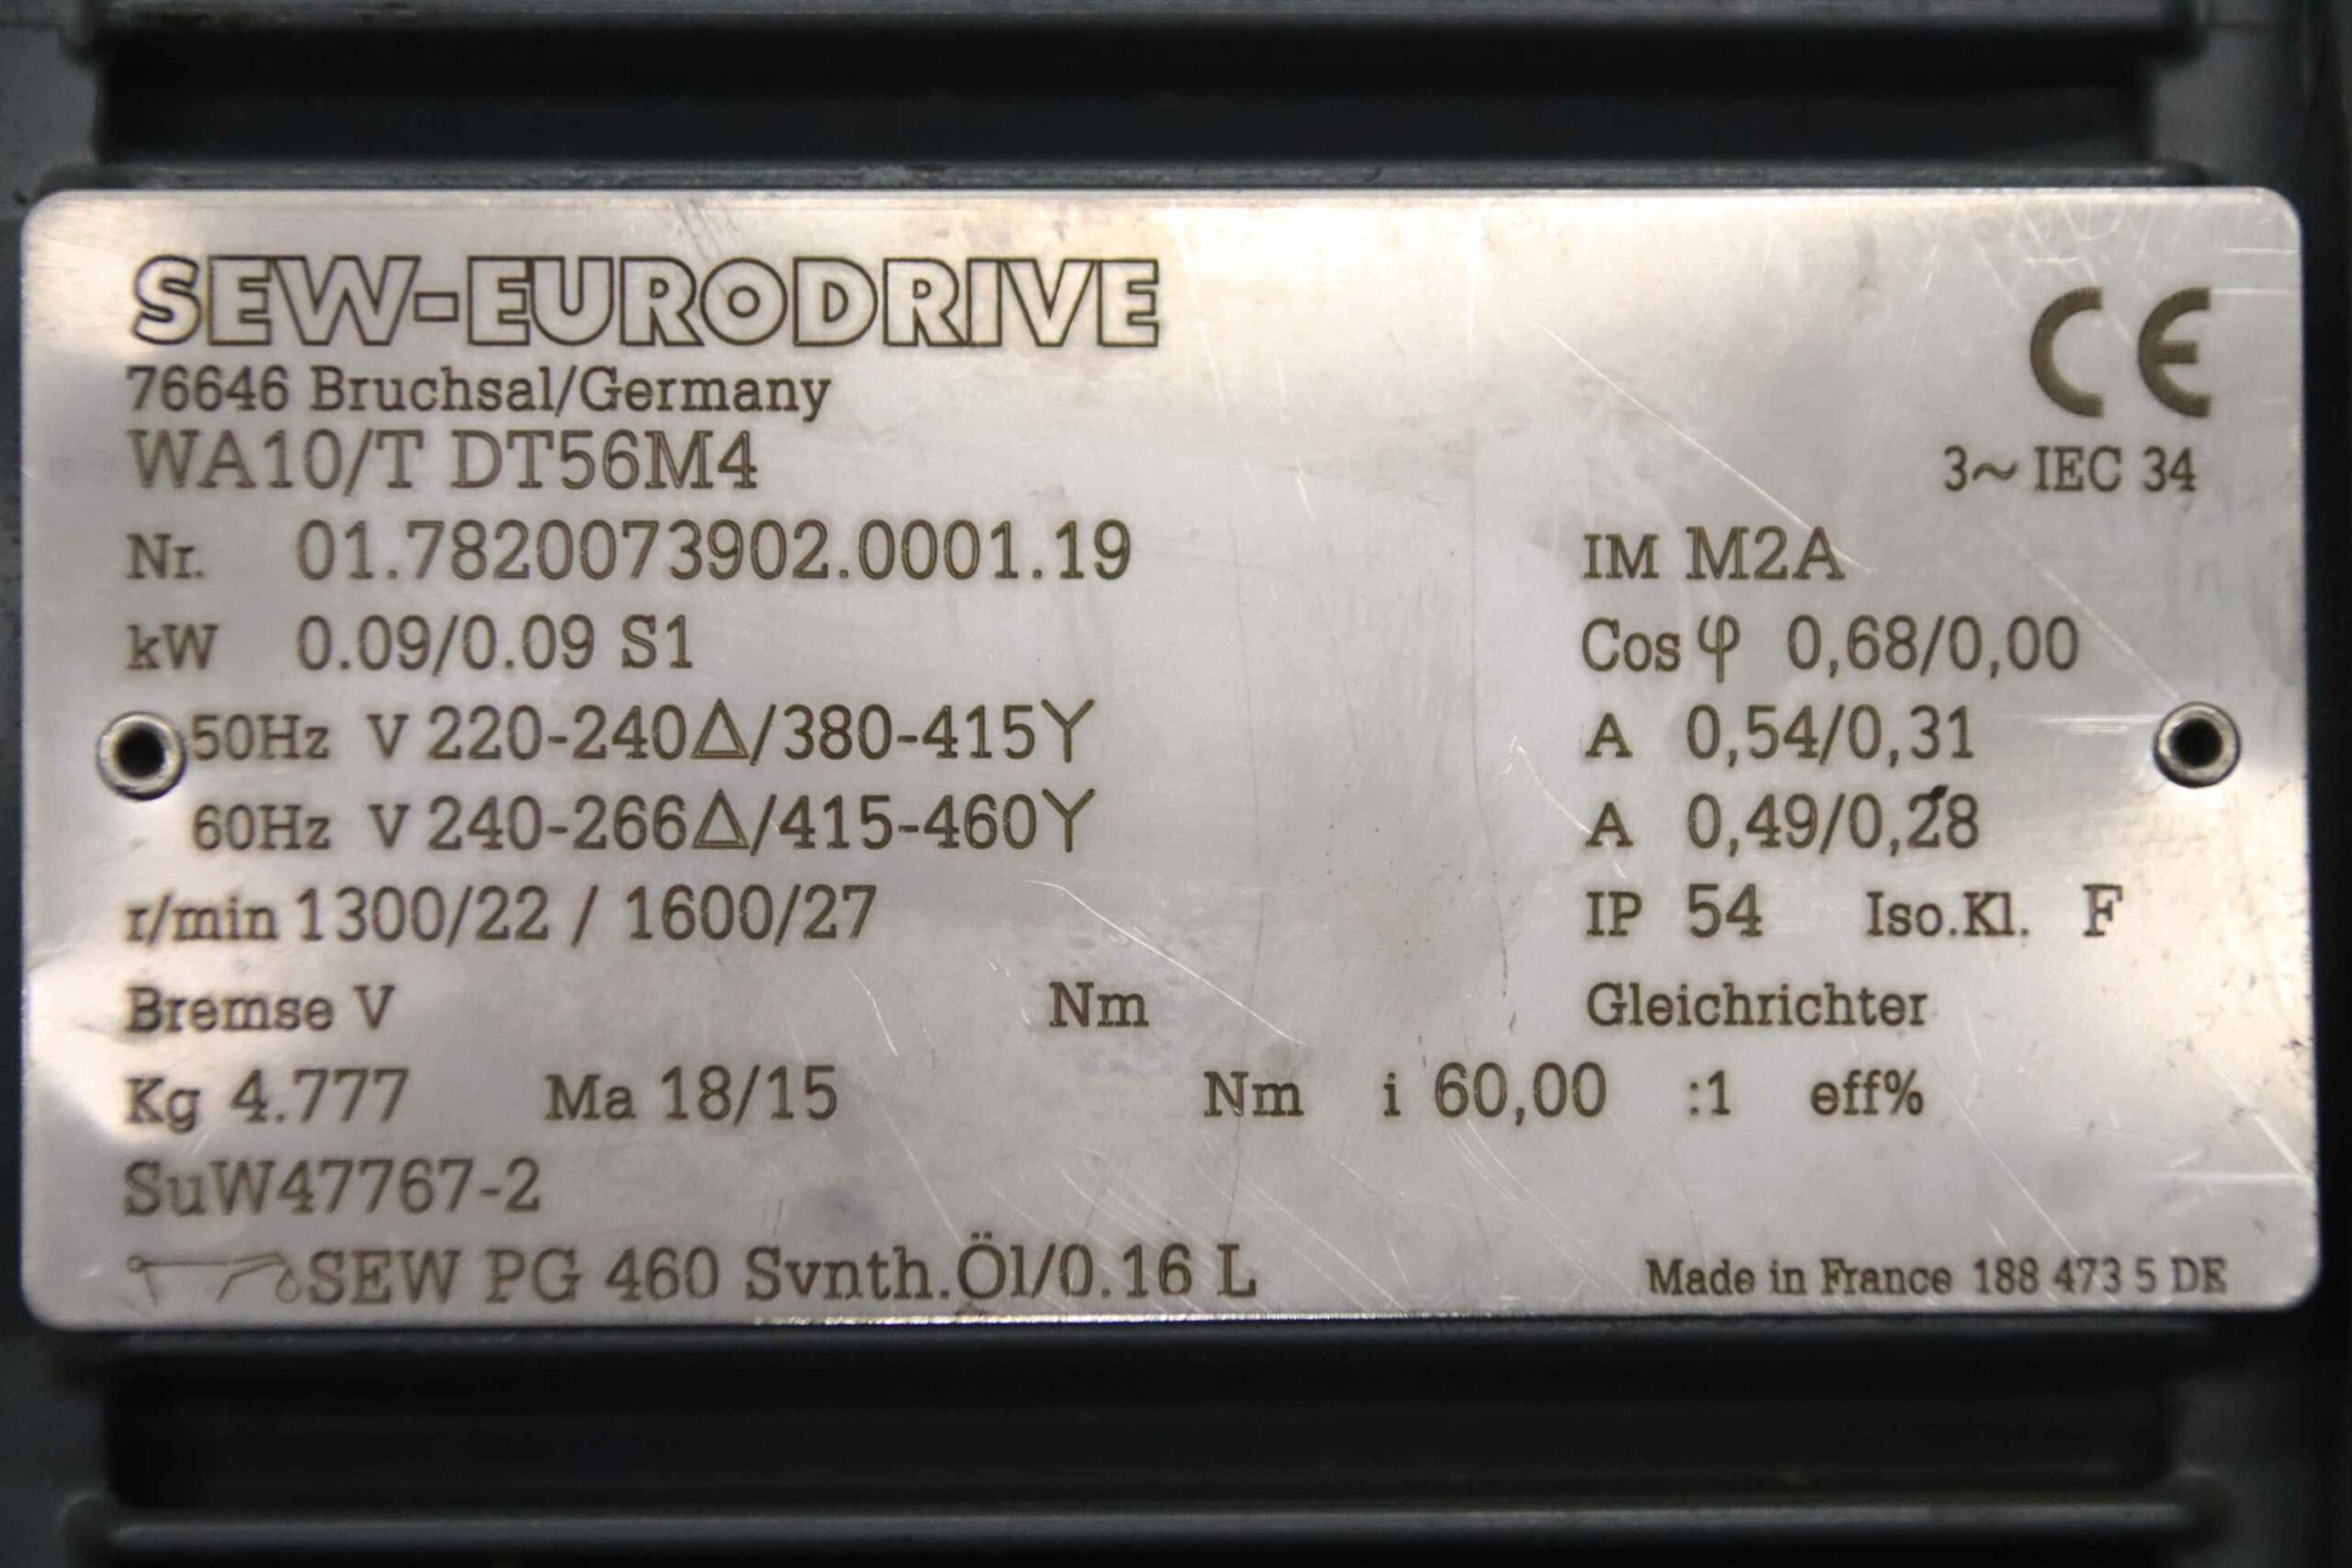 SEW-EURODRIVE
CE
76646 Bruchsal/Germany
WA10/T DT56M4
3~ IEC 34
Nr. 01.7820073902.0001.19 IM M2A
kW 0.09/0.09 S1 Cos φ 0,68/0,00
50Hz V 220-240Δ/380-415Y A 0,54/0,31
60Hz V 240-266Δ/415-460Y A 0,49/0,28
r/min 1300/22 / 1600/27 IP 54 Iso.Kl. F
Bremse V Nm Gleichrichter
Kg 4.777 Ma 18/15 Nm i 60,00 :1 eff%
SuW47767-2
SEW PG 460 Svnth.Öl/0.16 L
Made in France 188 473 5 DE